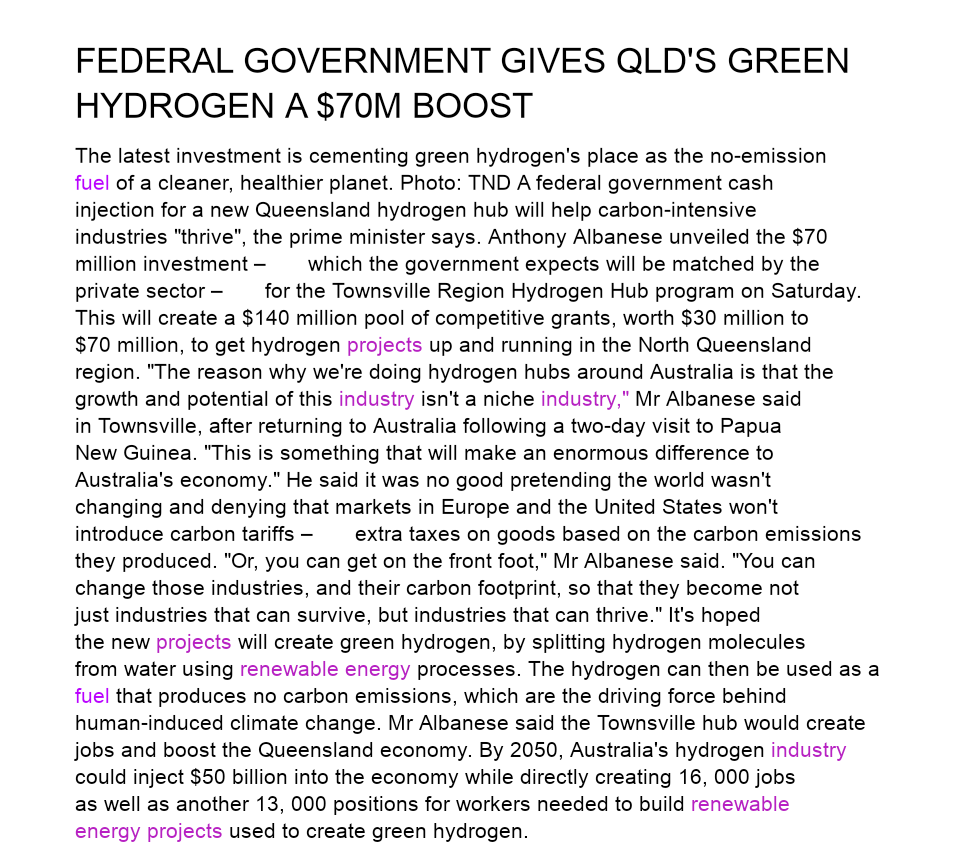 FEDERAL GOVERNMENT GIVES QLD'S GREEN
HYDROGEN A $70M BOOST
The latest investment is cementing green hydrogen's place as the no-emission
fuel of a cleaner, healthier planet. Photo: TND A federal government cash
injection for a new Queensland hydrogen hub will help carbon-intensive
industries "thrive", the prime minister says. Anthony Albanese unveiled the $70
million investment – which the government expects will be matched by the
private sector – for the Townsville Region Hydrogen Hub program on Saturday.
This will create a $140 million pool of competitive grants, worth $30 million to
$70 million, to get hydrogen projects up and running in the North Queensland
region. "The reason why we're doing hydrogen hubs around Australia is that the
growth and potential of this industry isn't a niche industry," Mr Albanese said
in Townsville, after returning to Australia following a two-day visit to Papua
New Guinea. "This is something that will make an enormous difference to
Australia's economy." He said it was no good pretending the world wasn't
changing and denying that markets in Europe and the United States won't
introduce carbon tariffs – extra taxes on goods based on the carbon emissions
they produced. "Or, you can get on the front foot," Mr Albanese said. "You can
change those industries, and their carbon footprint, so that they become not
just industries that can survive, but industries that can thrive." It's hoped
the new projects will create green hydrogen, by splitting hydrogen molecules
from water using renewable energy processes. The hydrogen can then be used as a
fuel that produces no carbon emissions, which are the driving force behind
human-induced climate change. Mr Albanese said the Townsville hub would create
jobs and boost the Queensland economy. By 2050, Australia's hydrogen industry
could inject $50 billion into the economy while directly creating 16, 000 jobs
as well as another 13, 000 positions for workers needed to build renewable
energy projects used to create green hydrogen.